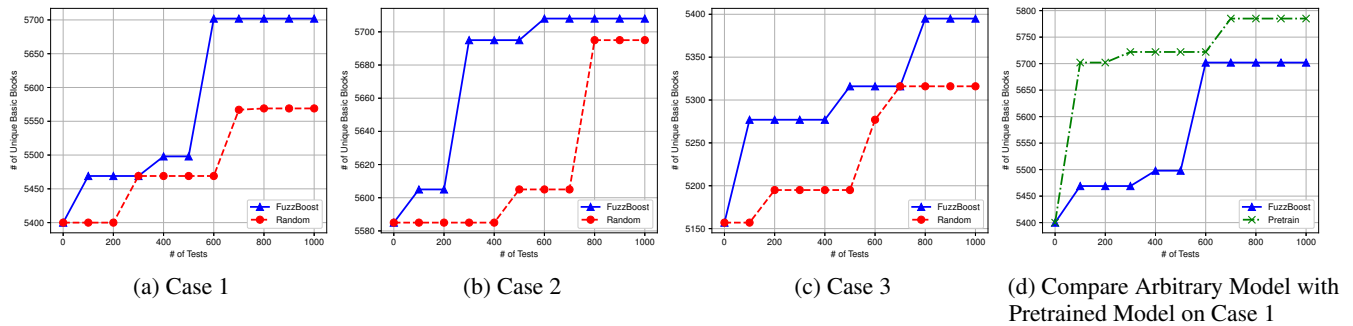 5700
5650
5600
5550
5500
5450
5400
# of Unique Basic Blocks
0 200 400 600 800 1000
# of Tests
FuzzBoost
Random
(a) Case 1
5700
5680
5660
5640
5620
5600
5580
# of Unique Basic Blocks
0 200 400 600 800 1000
# of Tests
FuzzBoost
Random
(b) Case 2
5400
5350
5300
5250
5200
5150
# of Unique Basic Blocks
0 200 400 600 800 1000
# of Tests
FuzzBoost
Random
(c) Case 3
5800
5750
5700
5650
5600
5550
5500
5450
5400
# of Unique Basic Blocks
0 200 400 600 800 1000
# of Tests
FuzzBoost
Pretrain
(d) Compare Arbitrary Model with
Pretrained Model on Case 1